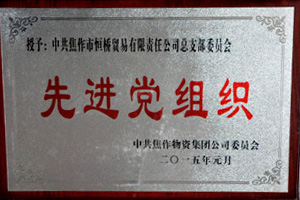 授予：中共焦作市恒桥贸易有限责任公司总支部委员会
先进党组织
中共焦作物资集团公司委员会
二〇一五年元月